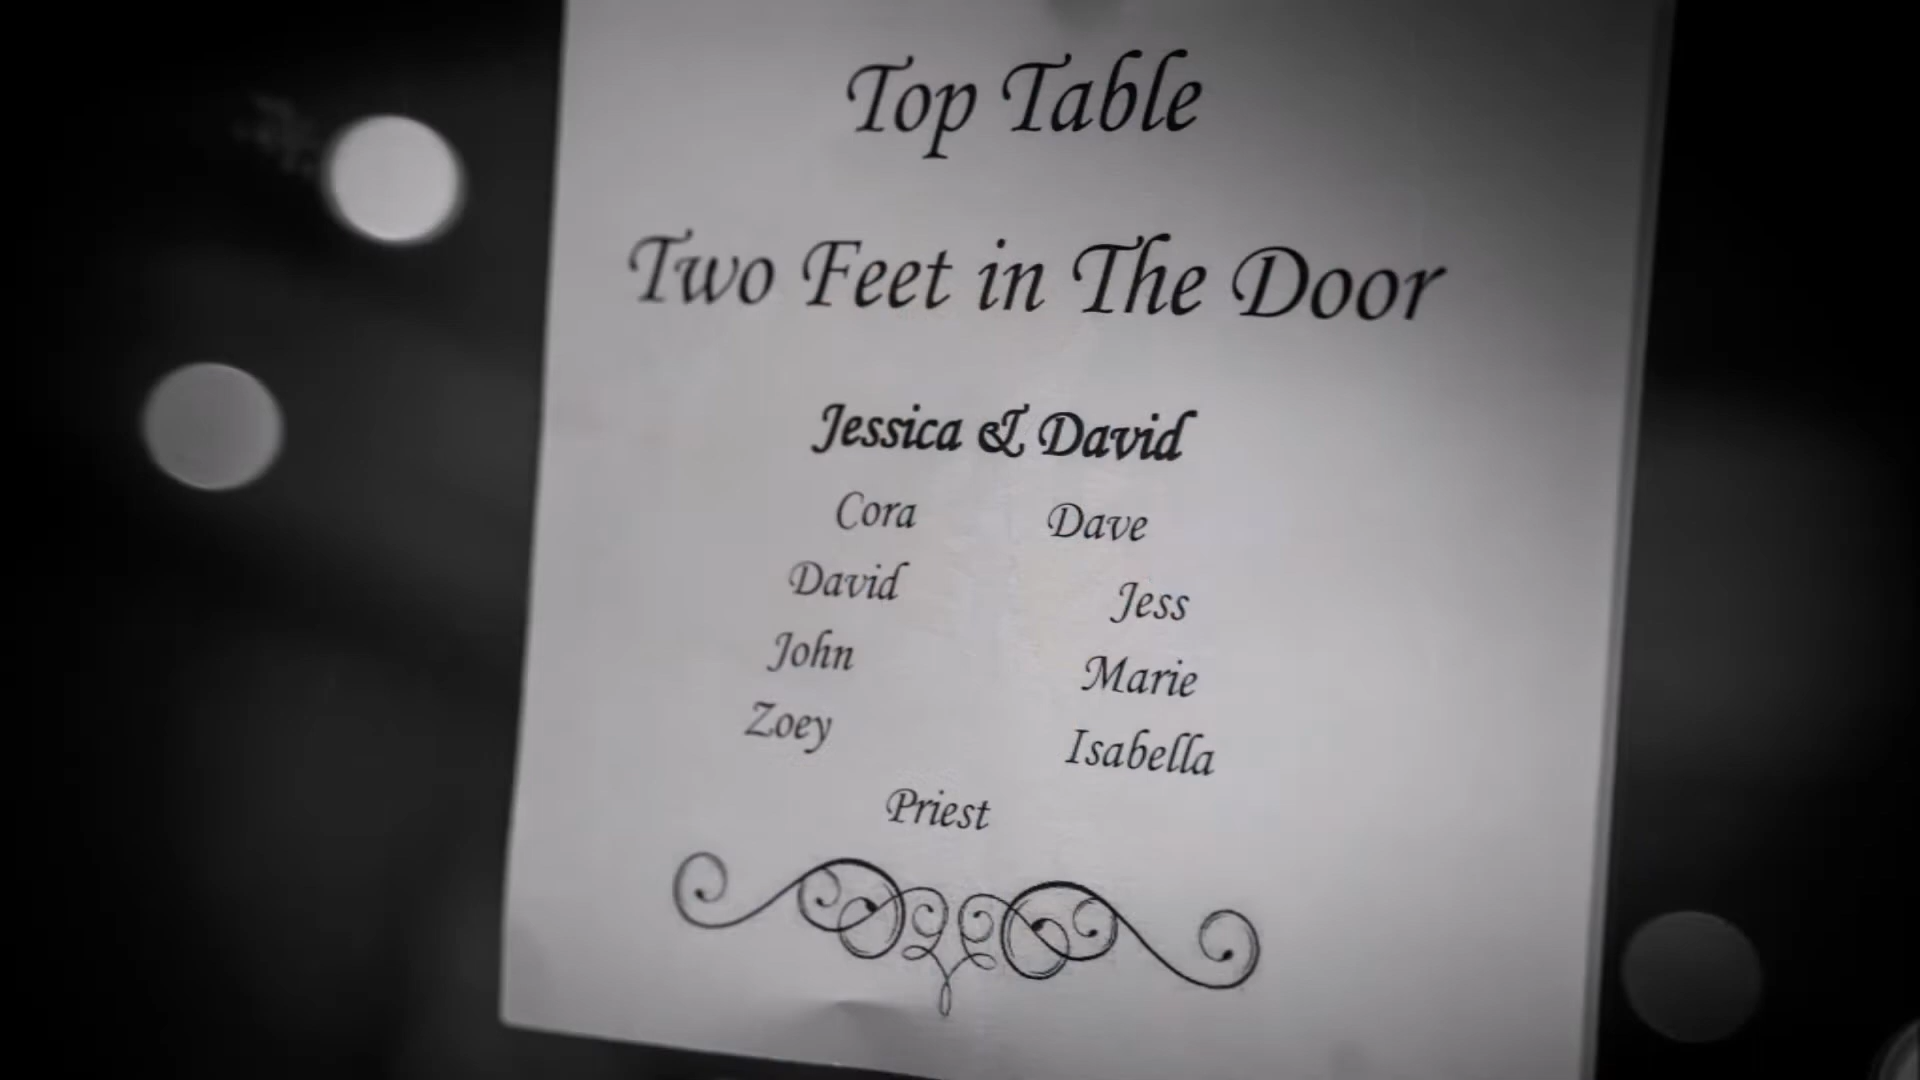 Top Table
Two Feet in The Door
Jessica & David
Cora Dave
David Jess
John Marie
Zoey Isabella
Priest